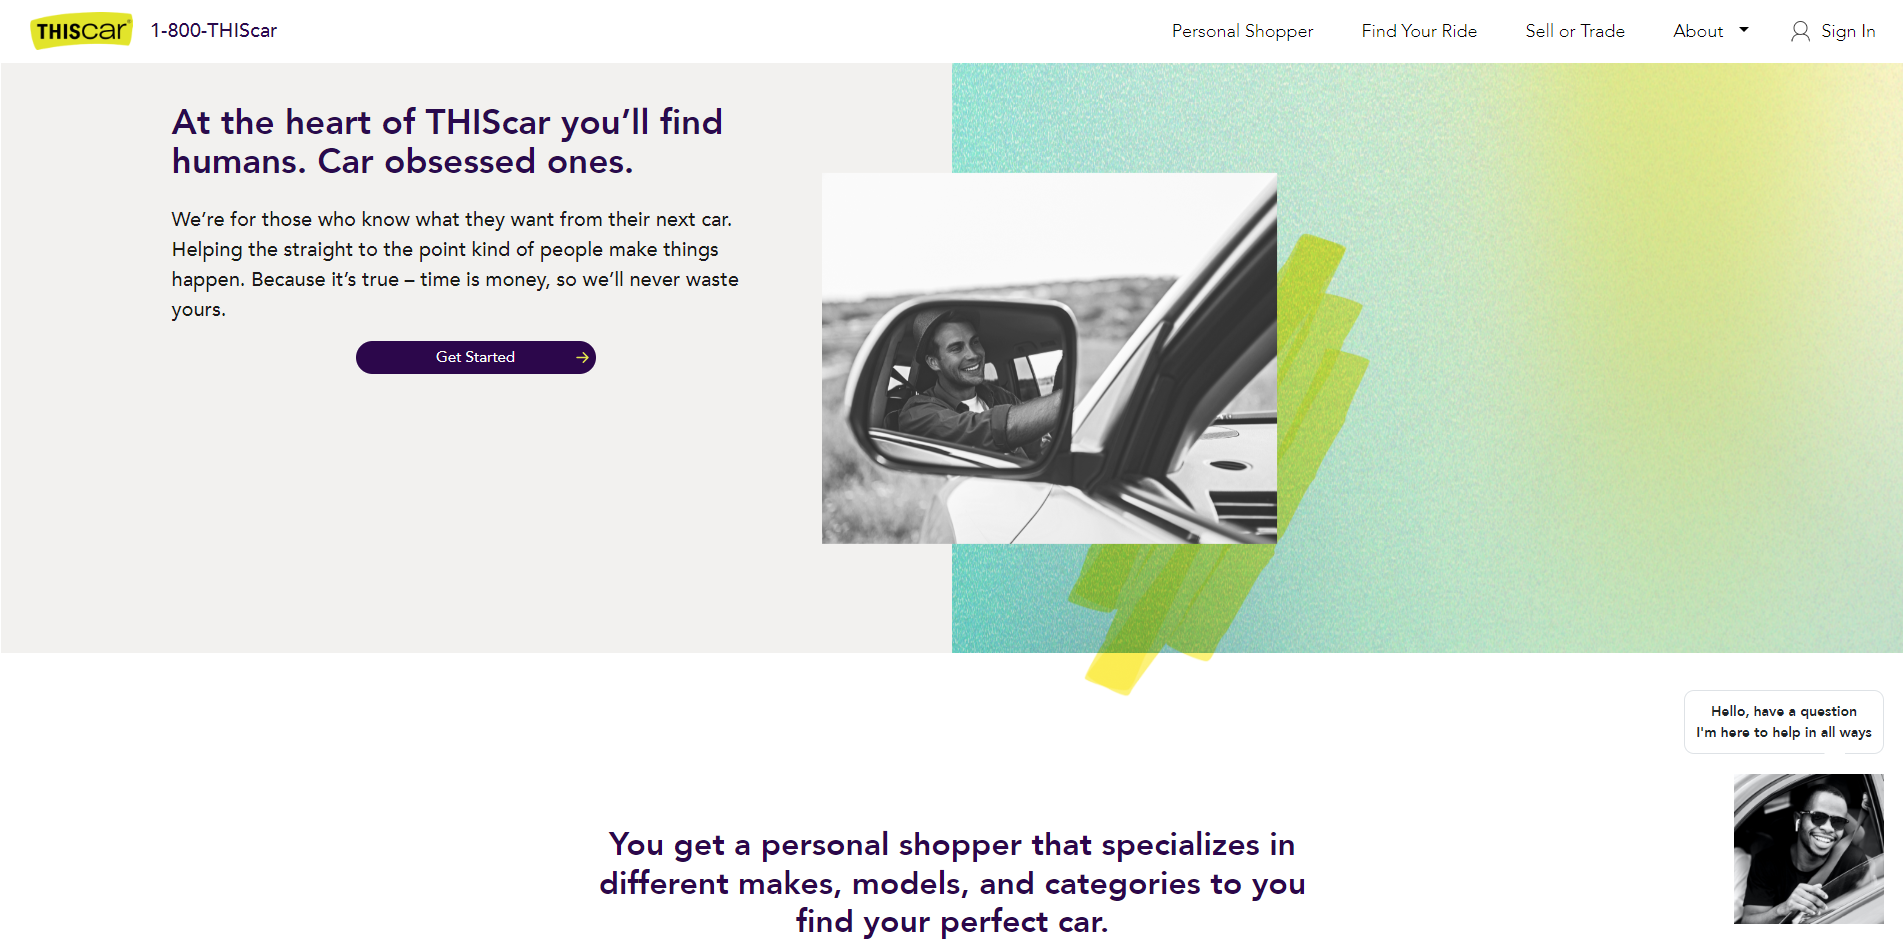 THIScar®
1-800-THIScar
Personal Shopper
Find Your Ride
Sell or Trade
About
Sign In
At the heart of THIScar you’ll find
humans. Car obsessed ones.
We’re for those who know what they want from their next car.
Helping the straight to the point kind of people make things
happen. Because it’s true – time is money, so we’ll never waste
yours.
Get Started
Hello, have a question
I'm here to help in all ways
You get a personal shopper that specializes in
different makes, models, and categories to you
find your perfect car.